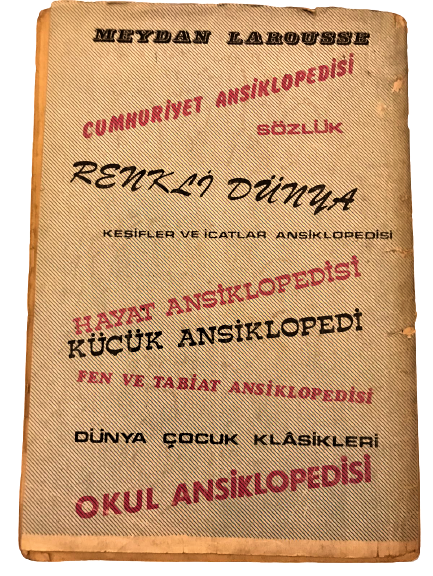 MEYDAN LAROUSSE
CUMHURİYET ANSİKLOPEDİSİ
SÖZLÜK
RENKLİ DÜNYA
KEŞİFLER VE İCATLAR ANSİKLOPEDİSİ
HAYAT ANSİKLOPEDİSİ
KÜÇÜK ANSİKLOPEDİ
FEN VE TABİAT ANSİKLOPEDİSİ
DÜNYA ÇOCUK KLÂSİKLERİ
OKUL ANSİKLOPEDİSİ